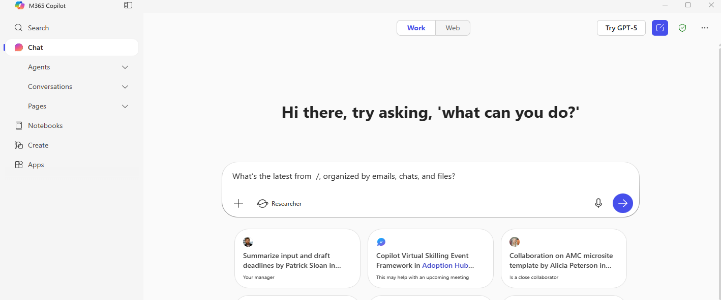 M365 Copilot
Search
Chat
Agents
Conversations
Pages
Notebooks
Create
Apps
Work
Web
Try GPT-5
Hi there, try asking, 'what can you do?'
What's the latest from /, organized by emails, chats, and files?
Researcher
Summarize input and draft
deadlines by Patrick Sloan in...
Your manager
Copilot Virtual Skilling Event
Framework in Adoption Hub...
This may help with an upcoming meeting
Collaboration on AMC microsite
template by Alicia Peterson in...
Is a close collaborator